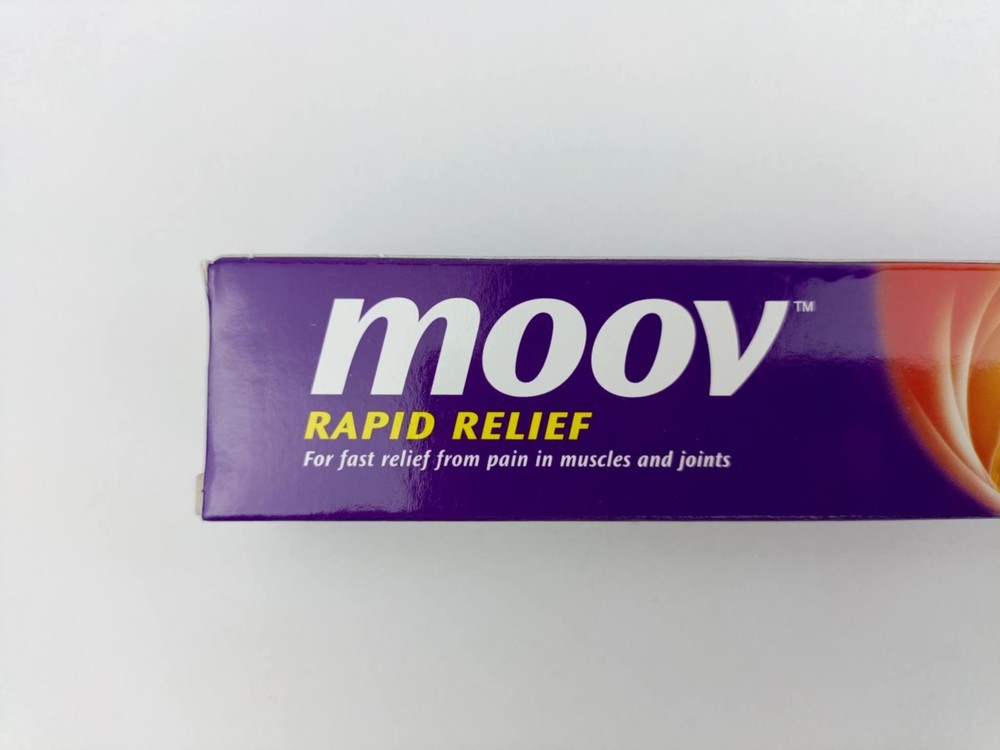 moov™
RAPID RELIEF
For fast relief from pain in muscles and joints